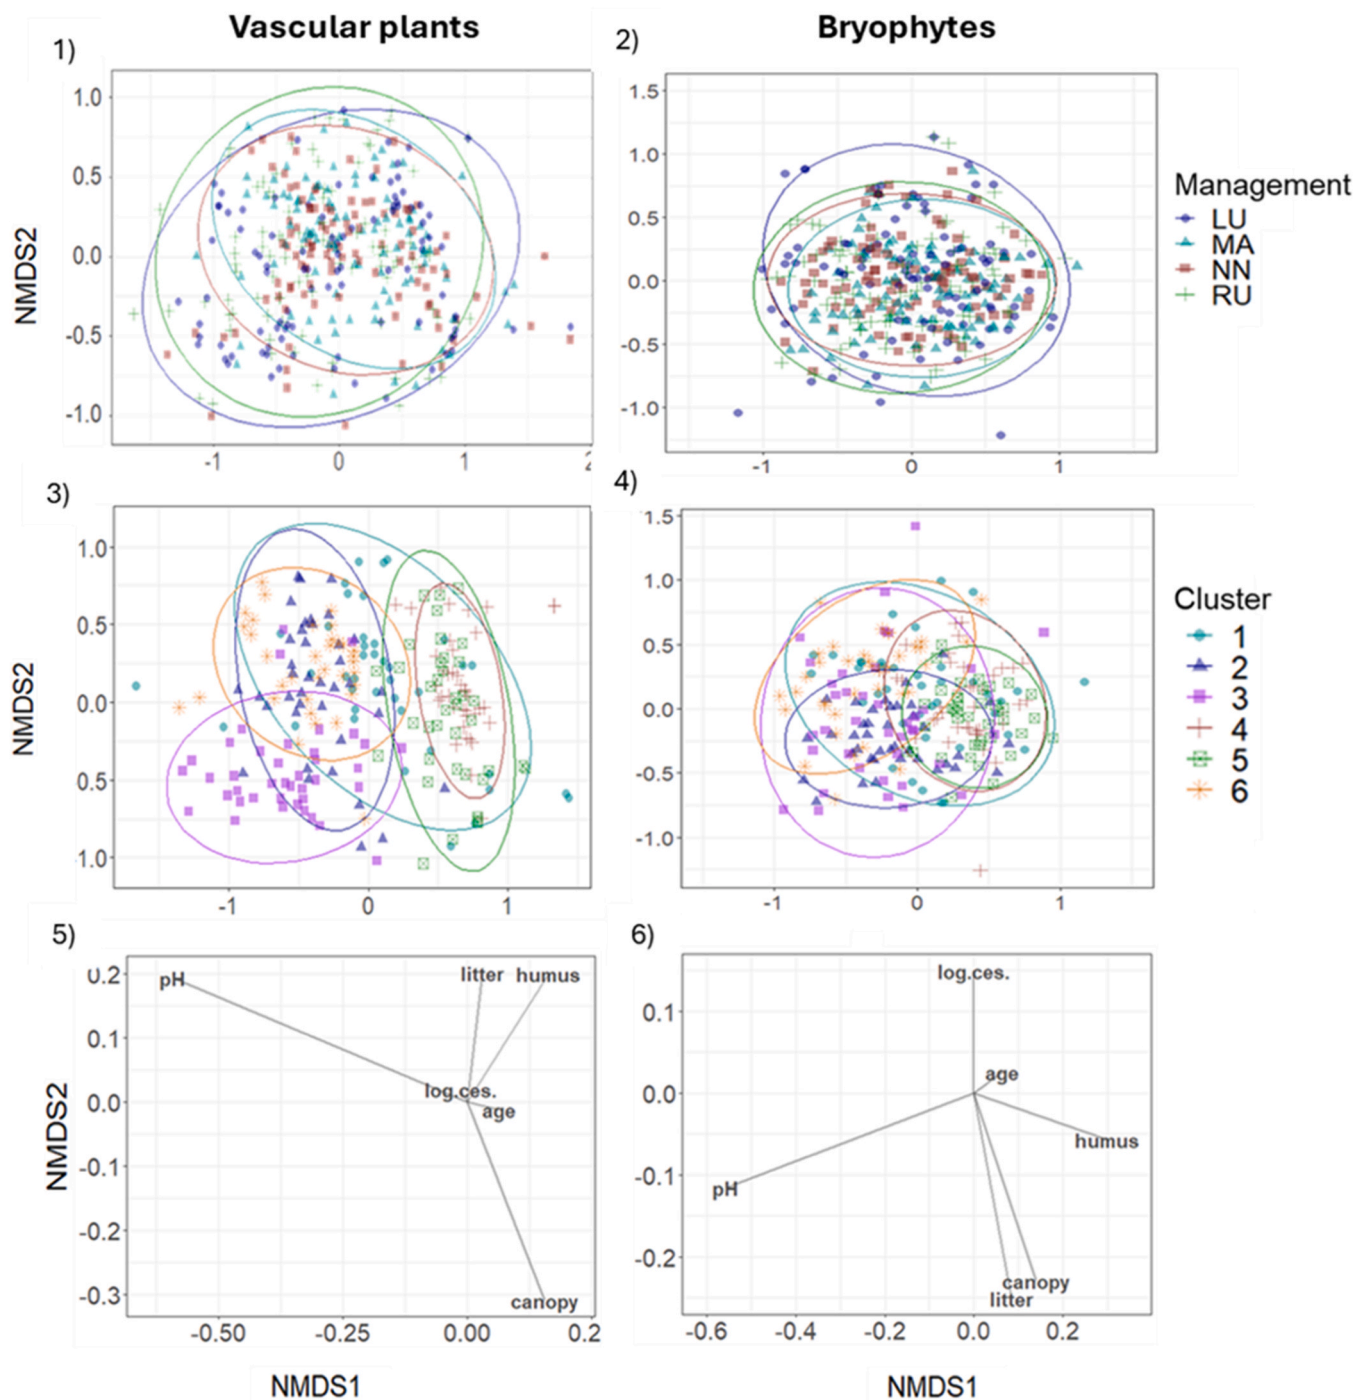 Vascular plants
Bryophytes
1)
2)
NMDS2
1.0
0.5
0.0
-0.5
-1.0
-1
0
1
1.5
1.0
0.5
0.0
-0.5
-1.0
-1
0
1
Management
LU
MA
NN
RU
3)
4)
NMDS2
1.0
0.5
0.0
0.5
1.0
-1
0
1
1.5
1.0
0.5
0.0
-0.5
-1.0
-1
0
1
Cluster
1
2
3
4
5
6
5)
6)
NMDS2
0.2
0.1
0.0
-0.1
-0.2
-0.3
pH
litter
humus
log.ces.
age
canopy
-0.50
-0.25
0.00
0.2
NMDS1
0.1
0.0
-0.1
-0.2
log.ces.
age
humus
pH
canopy
litter
-0.6
-0.4
-0.2
0.0
0.2
NMDS1